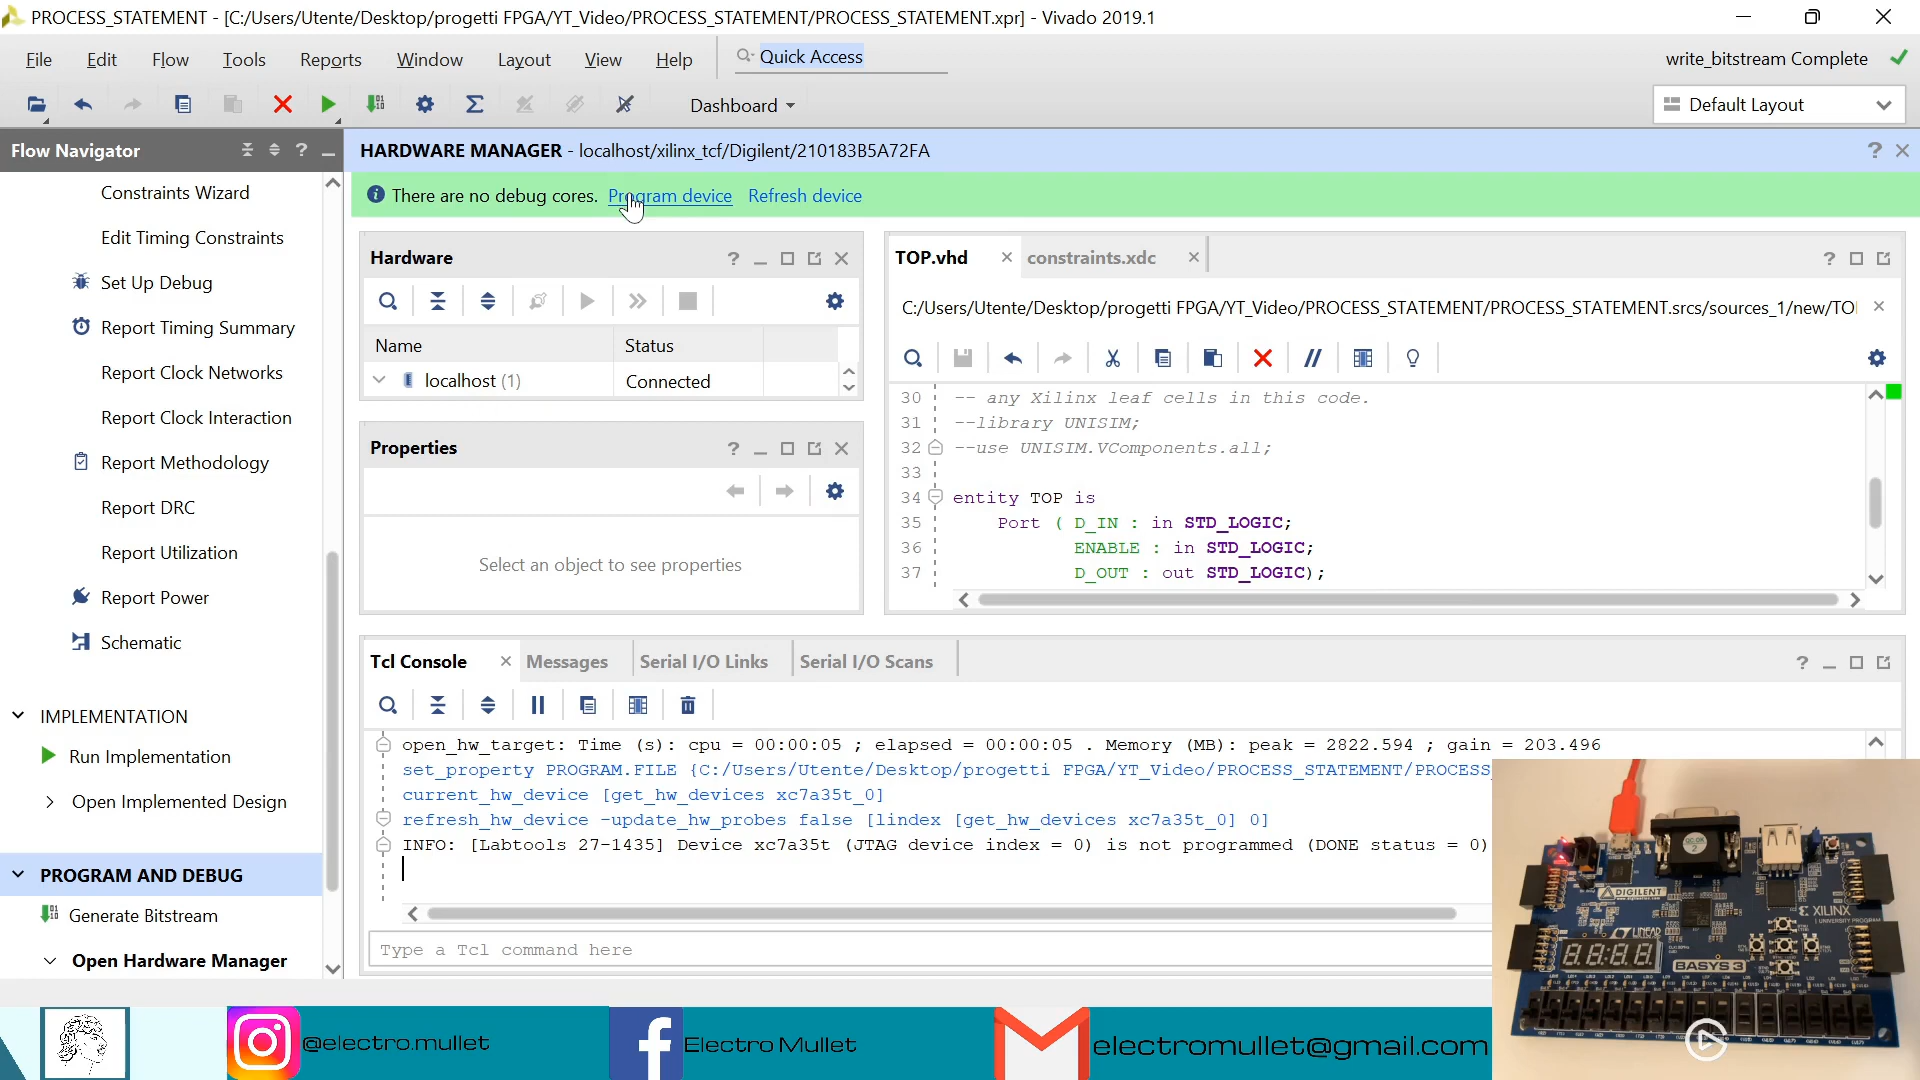 PROCESS_STATEMENT - [C:/Users/Utente/Desktop/progetti FPGA/YT_Video/PROCESS_STATEMENT/PROCESS_STATEMENT.xpr] - Vivado 2019.1
File Edit Flow Tools Reports Window Layout View Help Quick Access
write_bitstream Complete
Dashboard
Default Layout
Flow Navigator
HARDWARE MANAGER - localhost/xilinx_tcf/Digilent/210183B5A72FA
There are no debug cores. Program device Refresh device
Constraints Wizard
Edit Timing Constraints
Set Up Debug
Report Timing Summary
Report Clock Networks
Report Clock Interaction
Report Methodology
Report DRC
Report Utilization
Report Power
Schematic
IMPLEMENTATION
Run Implementation
Open Implemented Design
PROGRAM AND DEBUG
Generate Bitstream
Open Hardware Manager
Hardware
Name Status
localhost (1) Connected
Properties
Select an object to see properties
TOP.vhd constraints.xdc
C:/Users/Utente/Desktop/progetti FPGA/YT_Video/PROCESS_STATEMENT/PROCESS_STATEMENT.srcs/sources_1/new/TO
30 -- any Xilinx leaf cells in this code.
31 --library UNISIM;
32 --use UNISIM.VComponents.all;
33
34 entity TOP is
35 Port ( D_IN : in STD_LOGIC;
36 ENABLE : in STD_LOGIC;
37 D_OUT : out STD_LOGIC);
Tcl Console Messages Serial I/O Links Serial I/O Scans
open_hw_target: Time (s): cpu = 00:00:05 ; elapsed = 00:00:05 . Memory (MB): peak = 2822.594 ; gain = 203.496
set_property PROGRAM.FILE {C:/Users/Utente/Desktop/progetti FPGA/YT_Video/PROCESS_STATEMENT/PROCESS
current_hw_device [get_hw_devices xc7a35t_0]
refresh_hw_device -update_hw_probes false [lindex [get_hw_devices xc7a35t_0] 0]
INFO: [Labtools 27-1435] Device xc7a35t (JTAG device index = 0) is not programmed (DONE status = 0)
Type a Tcl command here
DIGILENT
XILINX
UNIVERSITY PROGRAM
LINEAR
BASYS 3
@electro.mullet
Electro Mullet
electromullet@gmail.com